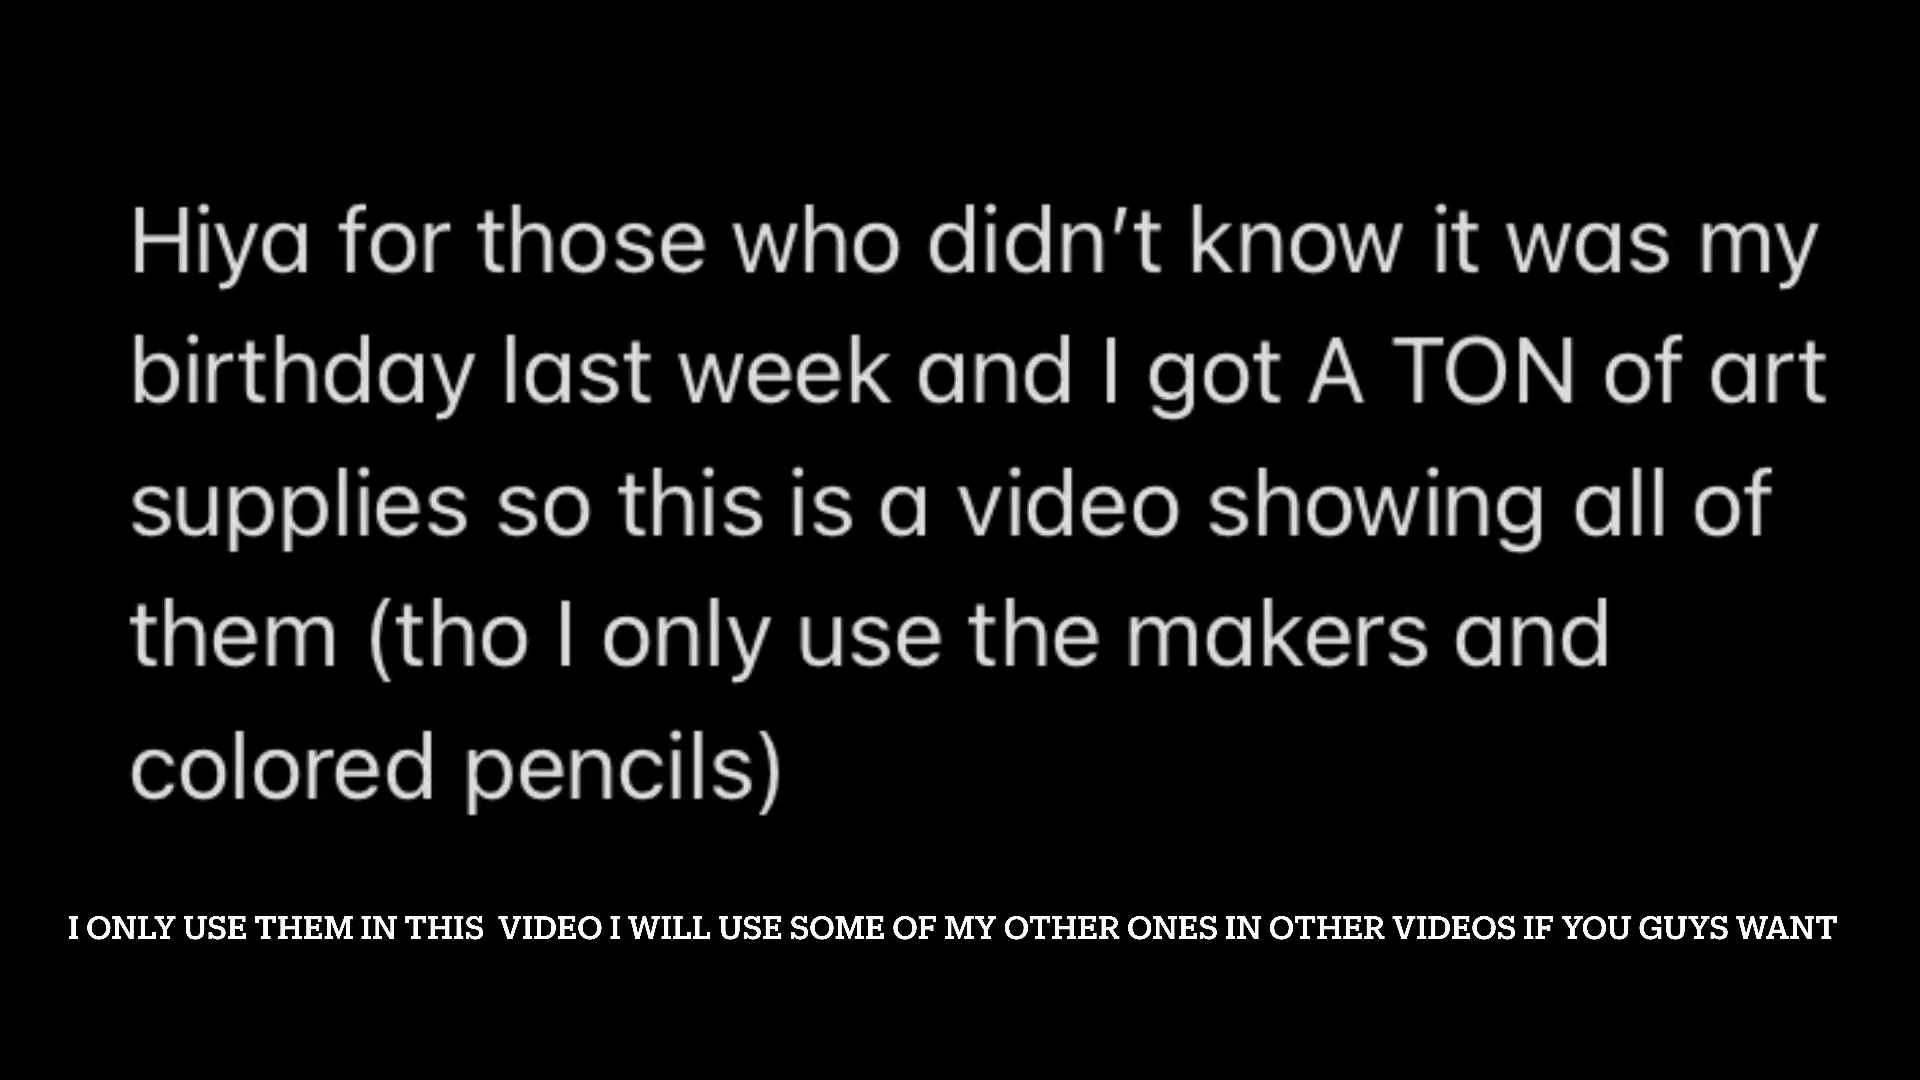 Hiya for those who didn’t know it was my
birthday last week and I got A TON of art
supplies so this is a video showing all of
them (tho I only use the makers and
colored pencils)
I ONLY USE THEM IN THIS  VIDEO I WILL USE SOME OF MY OTHER ONES IN OTHER VIDEOS IF YOU GUYS WANT